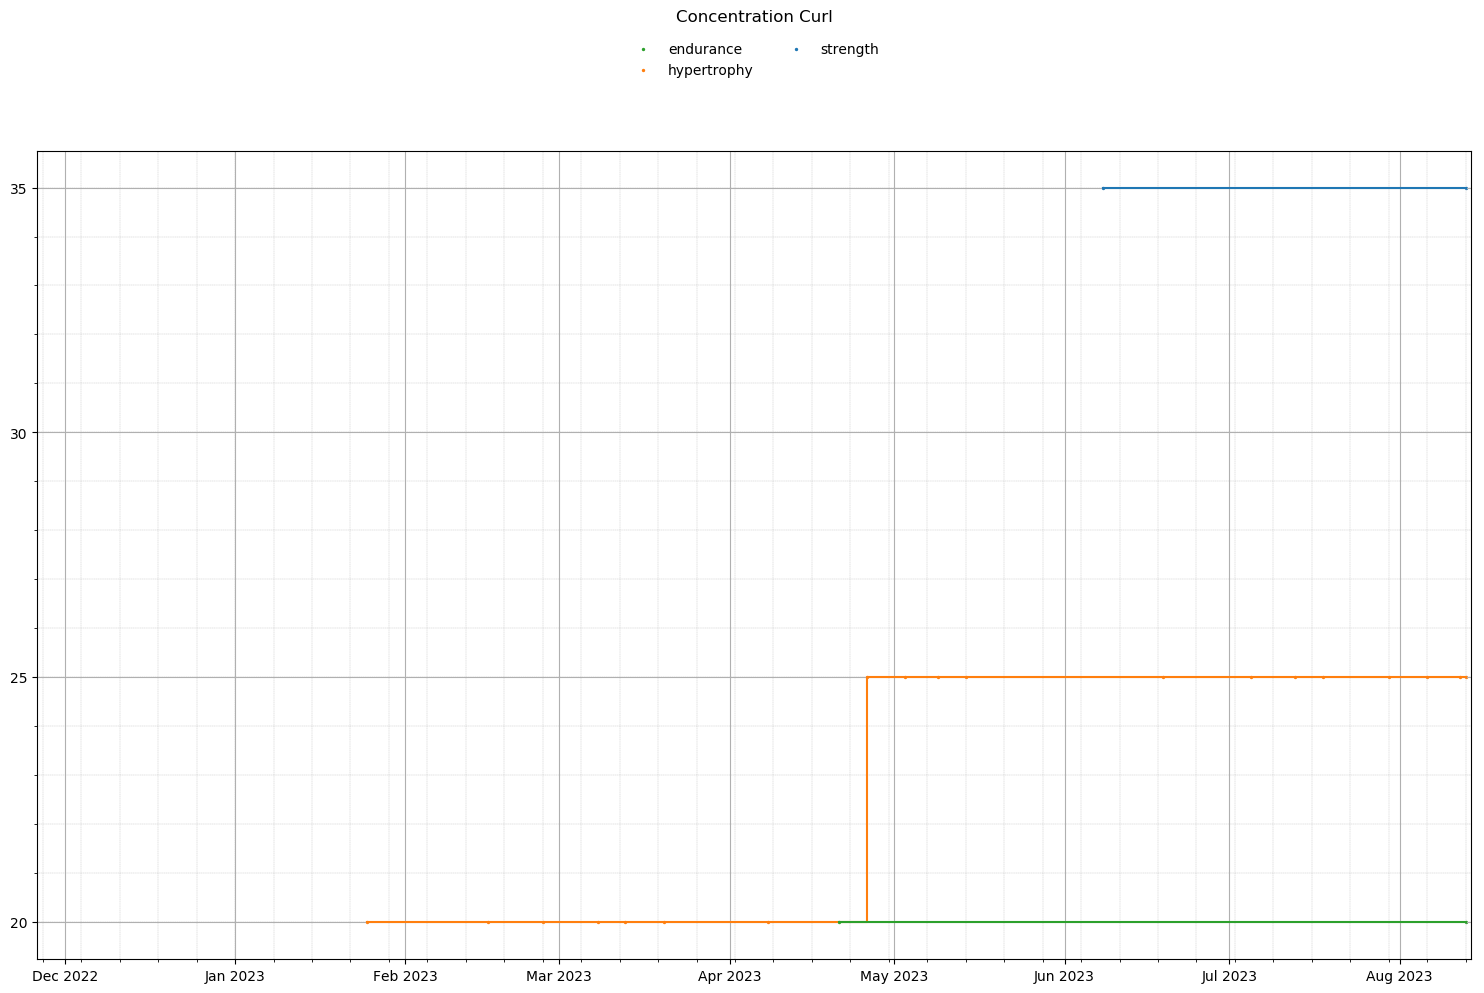 Concentration Curl
endurance strength
hypertrophy
35
30
25
20
Dec 2022 Jan 2023 Feb 2023 Mar 2023 Apr 2023 May 2023 Jun 2023 Jul 2023 Aug 2023